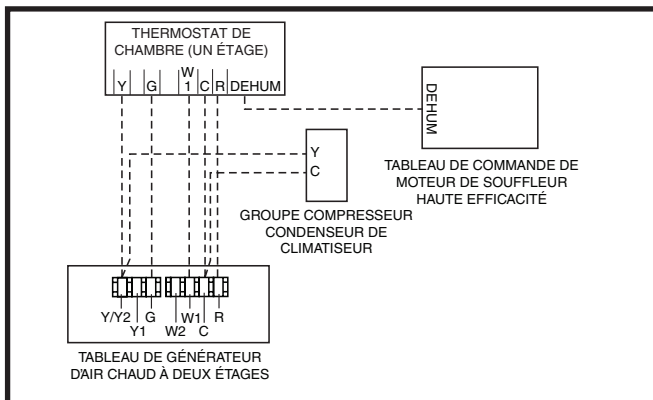 THERMOSTAT DE
CHAMBRE (UN ÉTAGE)
Y G W1 C R DEHUM
DEHUM
TABLEAU DE COMMANDE DE
MOTEUR DE SOUFFLEUR
HAUTE EFFICACITÉ
Y
C
GROUPE COMPRESSEUR
CONDENSEUR DE
CLIMATISEUR
Y/Y2 G W1 R
Y1 W2 C
TABLEAU DE GÉNÉRATEUR
D'AIR CHAUD À DEUX ÉTAGES